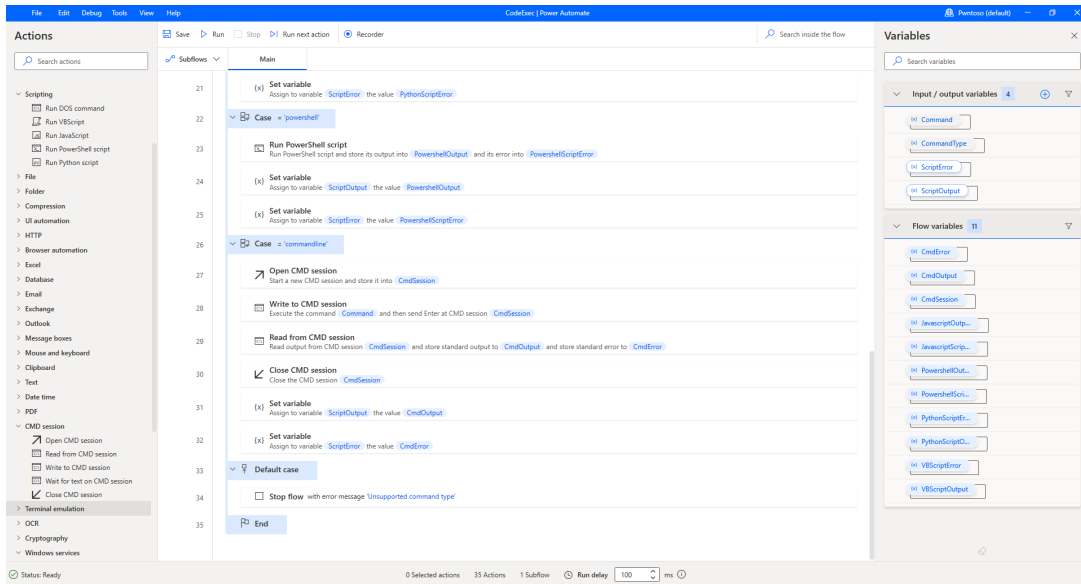 File Edit Debug Tools View Help
CodeExec | Power Automate
Pwntoso (default)
Actions
Search actions
Scripting
Run DOS command
Run VBScript
Run JavaScript
Run PowerShell script
Run Python script
File
Folder
Compression
UI automation
HTTP
Browser automation
Excel
Database
Email
Exchange
Outlook
Message boxes
Mouse and keyboard
Clipboard
Text
Date time
PDF
CMD session
Open CMD session
Read from CMD session
Write to CMD session
Wait for text on CMD session
Close CMD session
Terminal emulation
OCR
Cryptography
Windows services
Save Run Stop Run next action Recorder
Search inside the flow
Subflows Main
21 {x} Set variable
Assign to variable ScriptError the value PythonScriptError
22 Case = 'powershell'
23 Run PowerShell script
Run PowerShell script and store its output into PowershellOutput and its error into PowershellScriptError
24 {x} Set variable
Assign to variable ScriptOutput the value PowershellOutput
25 {x} Set variable
Assign to variable ScriptError the value PowershellScriptError
26 Case = 'commandline'
27 Open CMD session
Start a new CMD session and store it into CmdSession
28 Write to CMD session
Execute the command Command and then send Enter at CMD session CmdSession
29 Read from CMD session
Read output from CMD session CmdSession and store standard output to CmdOutput and store standard error to CmdError
30 Close CMD session
Close the CMD session CmdSession
31 {x} Set variable
Assign to variable ScriptOutput the value CmdOutput
32 {x} Set variable
Assign to variable ScriptError the value CmdError
33 Default case
34 Stop flow with error message 'Unsupported command type'
35 End
Variables
Search variables
Input / output variables 4
(x) Command
(x) CommandType
(x) ScriptError
(x) ScriptOutput
Flow variables 11
(x) CmdError
(x) CmdOutput
(x) CmdSession
(x) JavascriptOutp...
(x) JavascriptScrip...
(x) PowershellOut...
(x) PowershellScri...
(x) PythonScriptEr...
(x) PythonScriptO...
(x) VBScriptError
(x) VBScriptOutput
Status: Ready
0 Selected actions 35 Actions 1 Subflow Run delay 100 ms